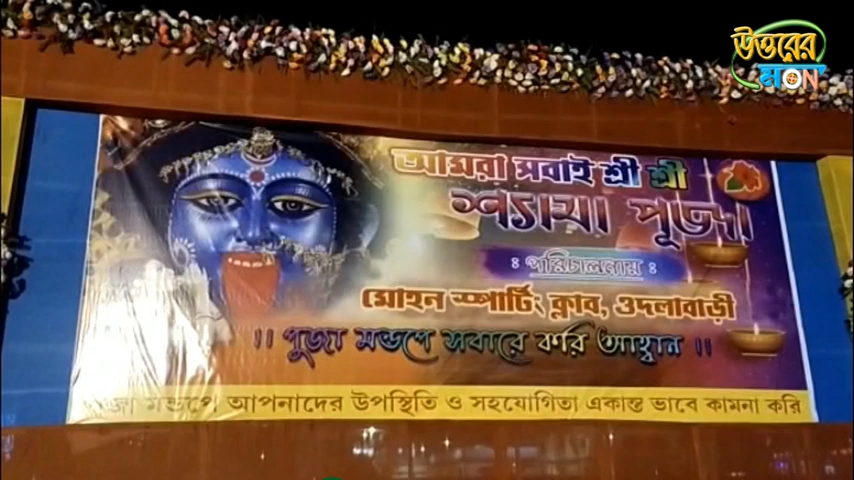 উত্তরের
মON
আমরা সবাই শ্রী শ্রী
শ্যামা পূজা
: পরিচালনায় :
মোহন স্পার্টিং ক্লাব, ওদলাবাড়ী
।। পুজা মন্ডপে সবারে করি আহ্বান ।।
পূজা মন্ডপে আপনাদের উপস্থিতি ও সহযোগিতা একান্ত ভাবে কামনা করি